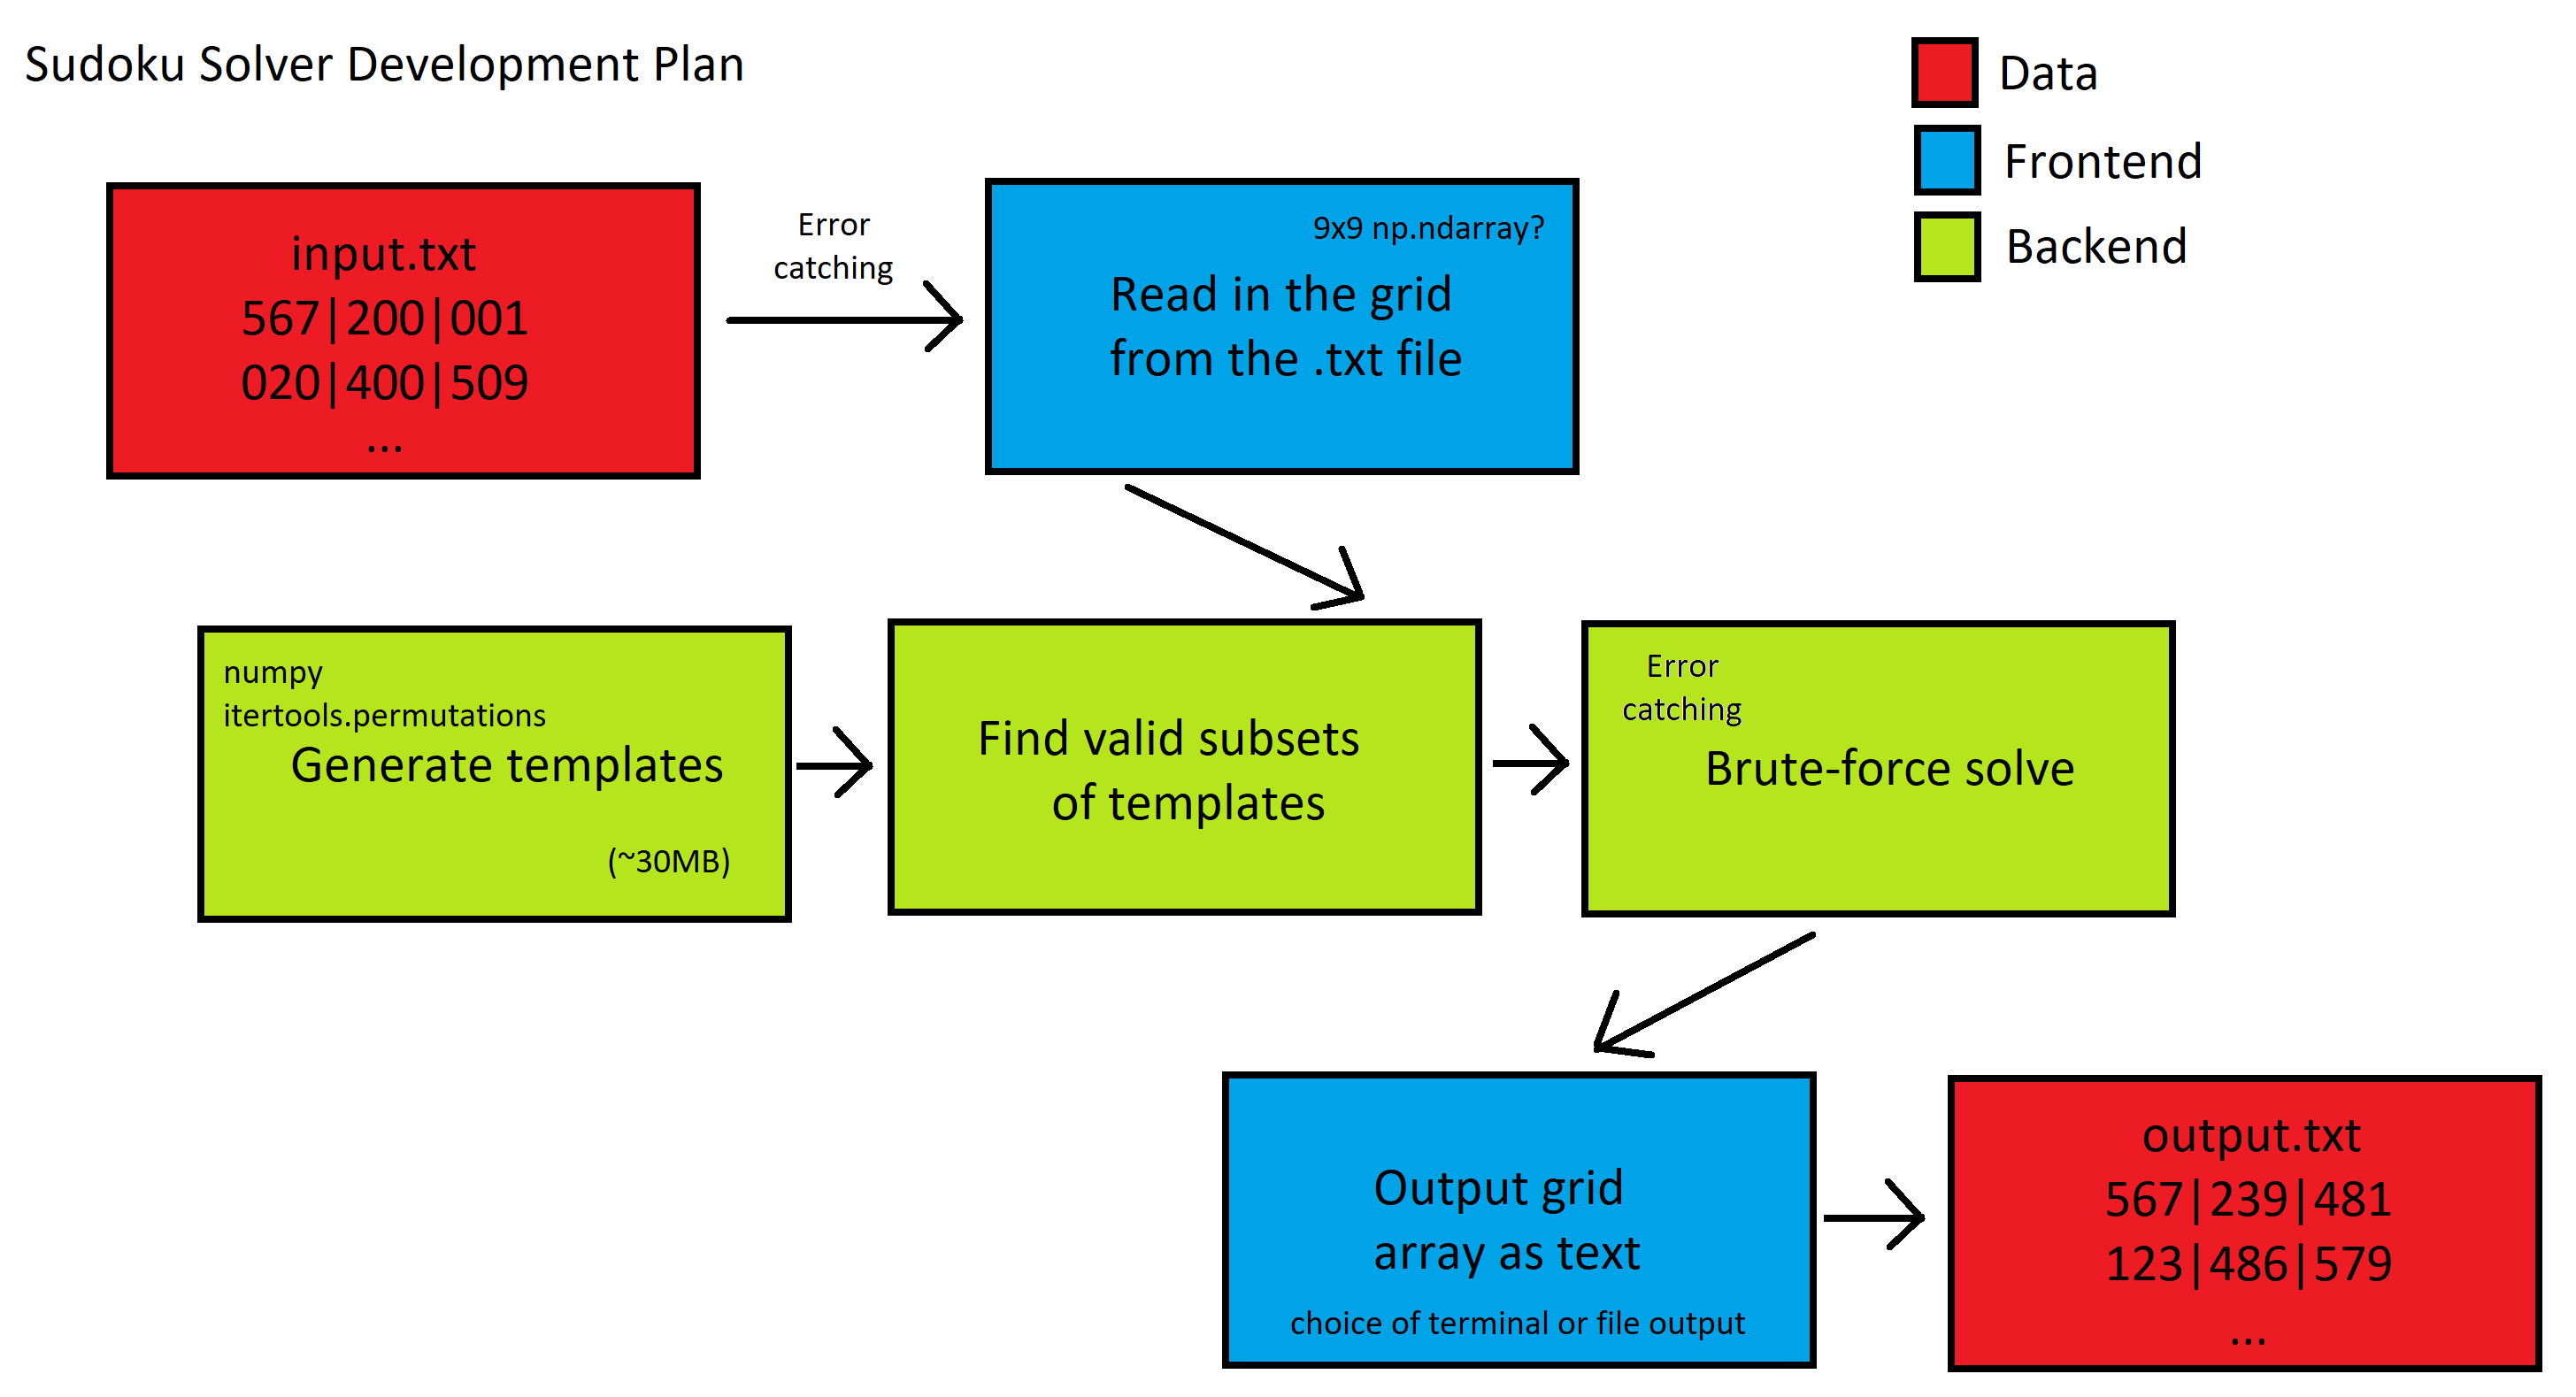 Sudoku Solver Development Plan
Data
Frontend
Backend
input.txt
567|200|001
020|400|509
...
Error
catching
9x9 np.ndarray?
Read in the grid
from the .txt file
numpy
itertools.permutations
Generate templates
(~30MB)
Find valid subsets
of templates
Error
catching
Brute-force solve
Output grid
array as text
choice of terminal or file output
output.txt
567|239|481
123|486|579
...